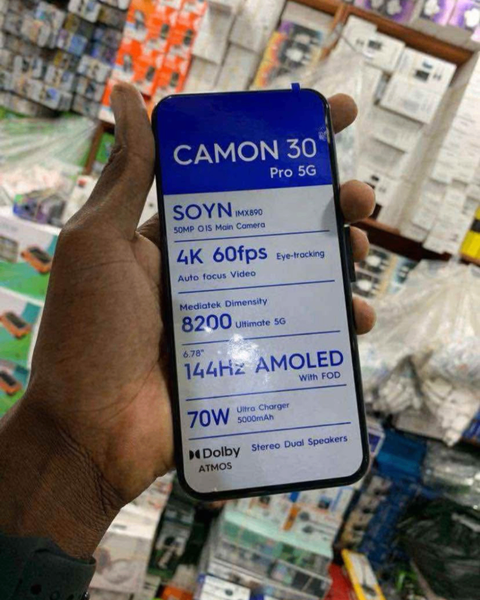 CAMON 30
Pro 5G
SOYN IMX890
50MP OIS Main Camera
4K 60fps Eye-tracking
Auto focus Video
Mediatek Dimensity
8200 Ultimate 5G
6.78"
144Hz AMOLED
With FOD
70W Ultra Charger
5000mAh
Dolby Stereo Dual Speakers
ATMOS